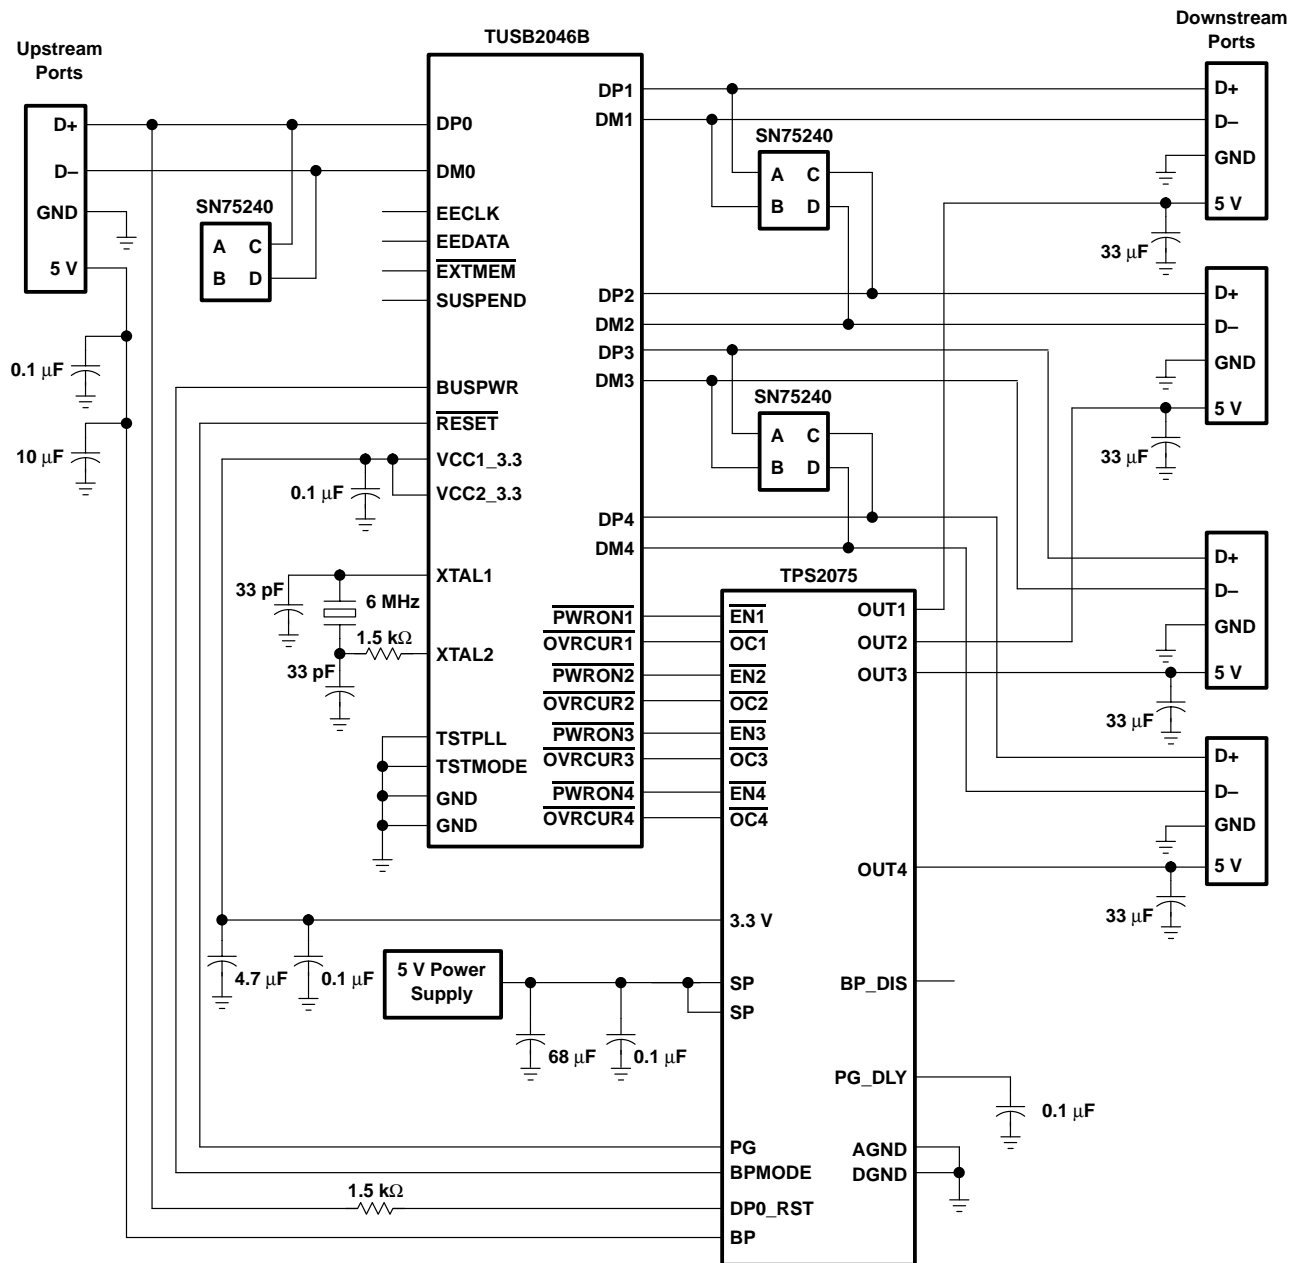 Upstream
Ports
D+
D–
GND
5 V
0.1 μF
10 μF
SN75240
A C
B D
TUSB2046B
DP0
DM0
EECLK
EEDATA
EXTMEM
SUSPEND
BUSPWR
RESET
VCC1_3.3
VCC2_3.3
0.1 μF
XTAL1
33 pF
6 MHz
1.5 kΩ
XTAL2
33 pF
TSTPLL
TSTMODE
GND
GND
DP1
DM1
DP2
DM2
DP3
DM3
DP4
DM4
PWRON1
OVRCUR1
PWRON2
OVRCUR2
PWRON3
OVRCUR3
PWRON4
OVRCUR4
SN75240
A C
B D
SN75240
A C
B D
TPS2075
EN1
OC1
EN2
OC2
EN3
OC3
EN4
OC4
3.3 V
SP
SP
PG
BPMODE
DP0_RST
BP
OUT1
OUT2
OUT3
OUT4
BP_DIS
PG_DLY
AGND
DGND
0.1 μF
4.7 μF
0.1 μF
5 V Power
Supply
68 μF
0.1 μF
1.5 kΩ
Downstream
Ports
D+
D–
GND
5 V
33 μF
D+
D–
GND
5 V
33 μF
D+
D–
GND
5 V
33 μF
D+
D–
GND
5 V
33 μF